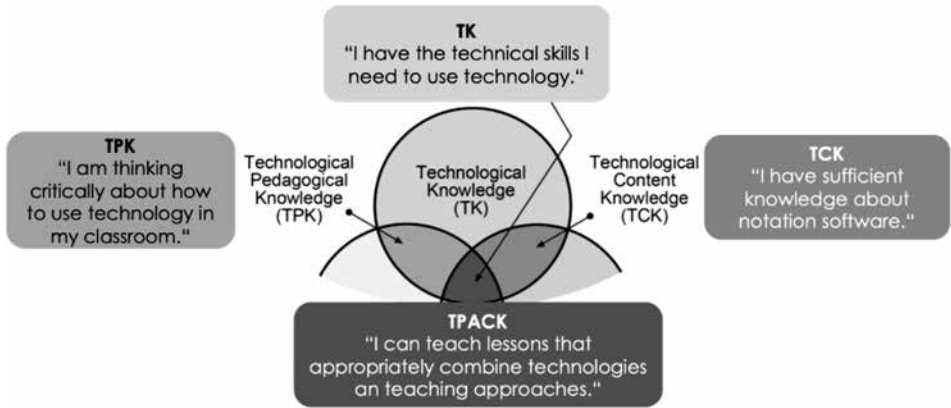 TK
“I have the technical skills I
need to use technology.“
TPK
“I am thinking
critically about how
to use technology in
my classroom.“
Technological
Pedagogical
Knowledge
(TPK)
Technological
Knowledge
(TK)
Technological
Content
Knowledge
(TCK)
TCK
“I have sufficient
knowledge about
notation software.“
TPACK
“I can teach lessons that
appropriately combine technologies
an teaching approaches.“